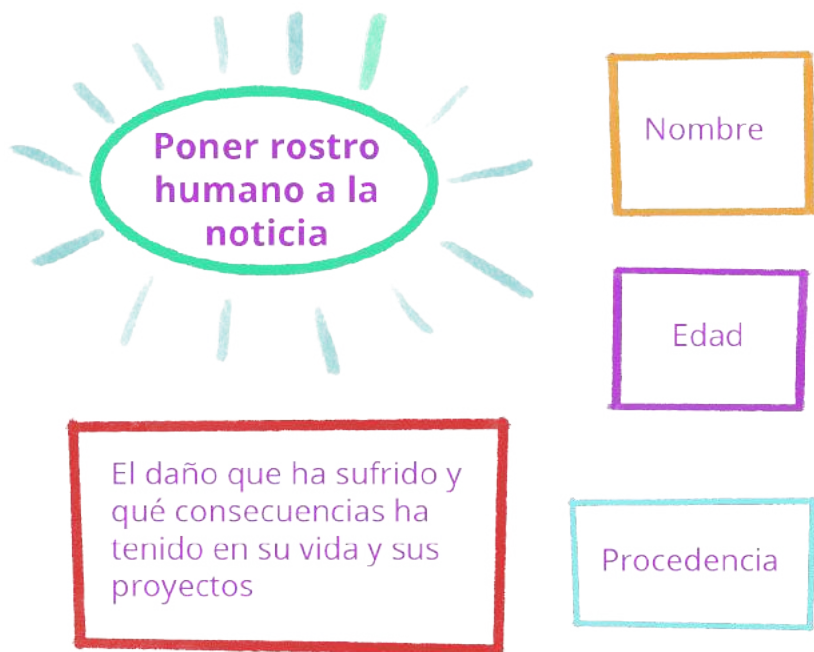 Poner rostro
humano a la
noticia
Nombre
Edad
El daño que ha sufrido y
qué consecuencias ha
tenido en su vida y sus
proyectos
Procedencia